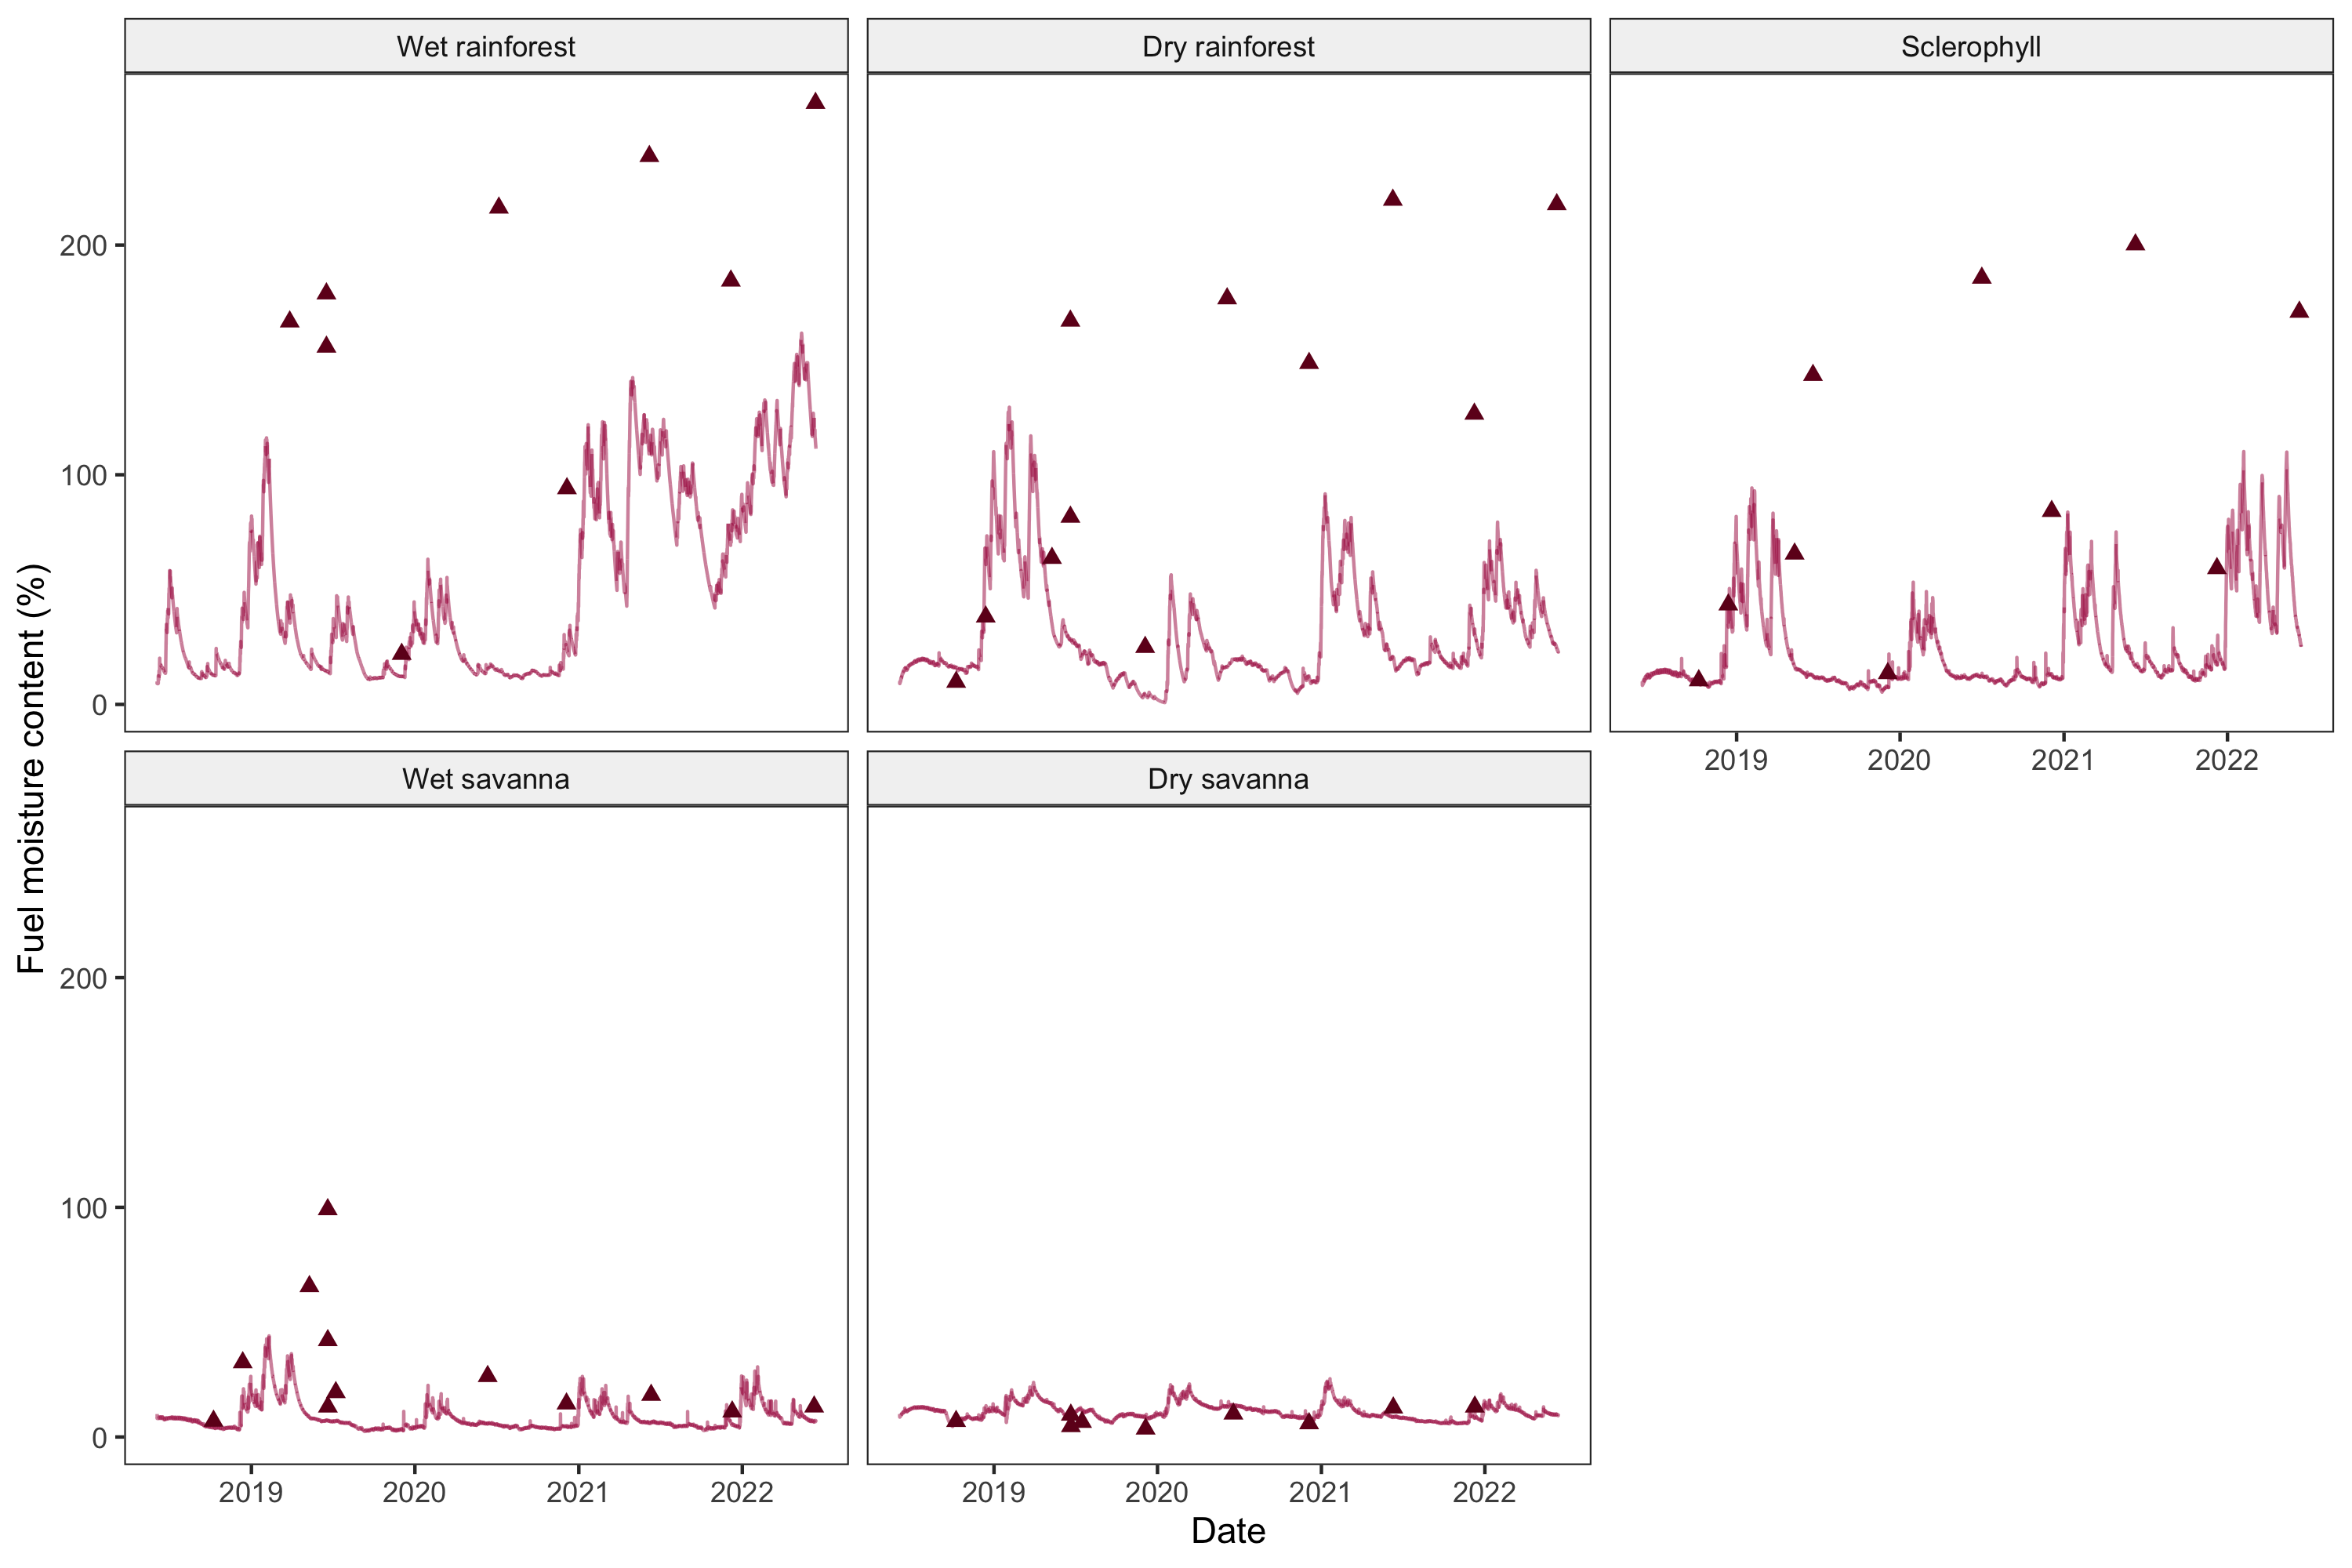 Wet rainforest
Dry rainforest
Sclerophyll
200
100
0
2019 2020 2021 2022
Wet savanna
Dry savanna
Fuel moisture content (%)
200
100
0
2019 2020 2021 2022
2019 2020 2021 2022
Date